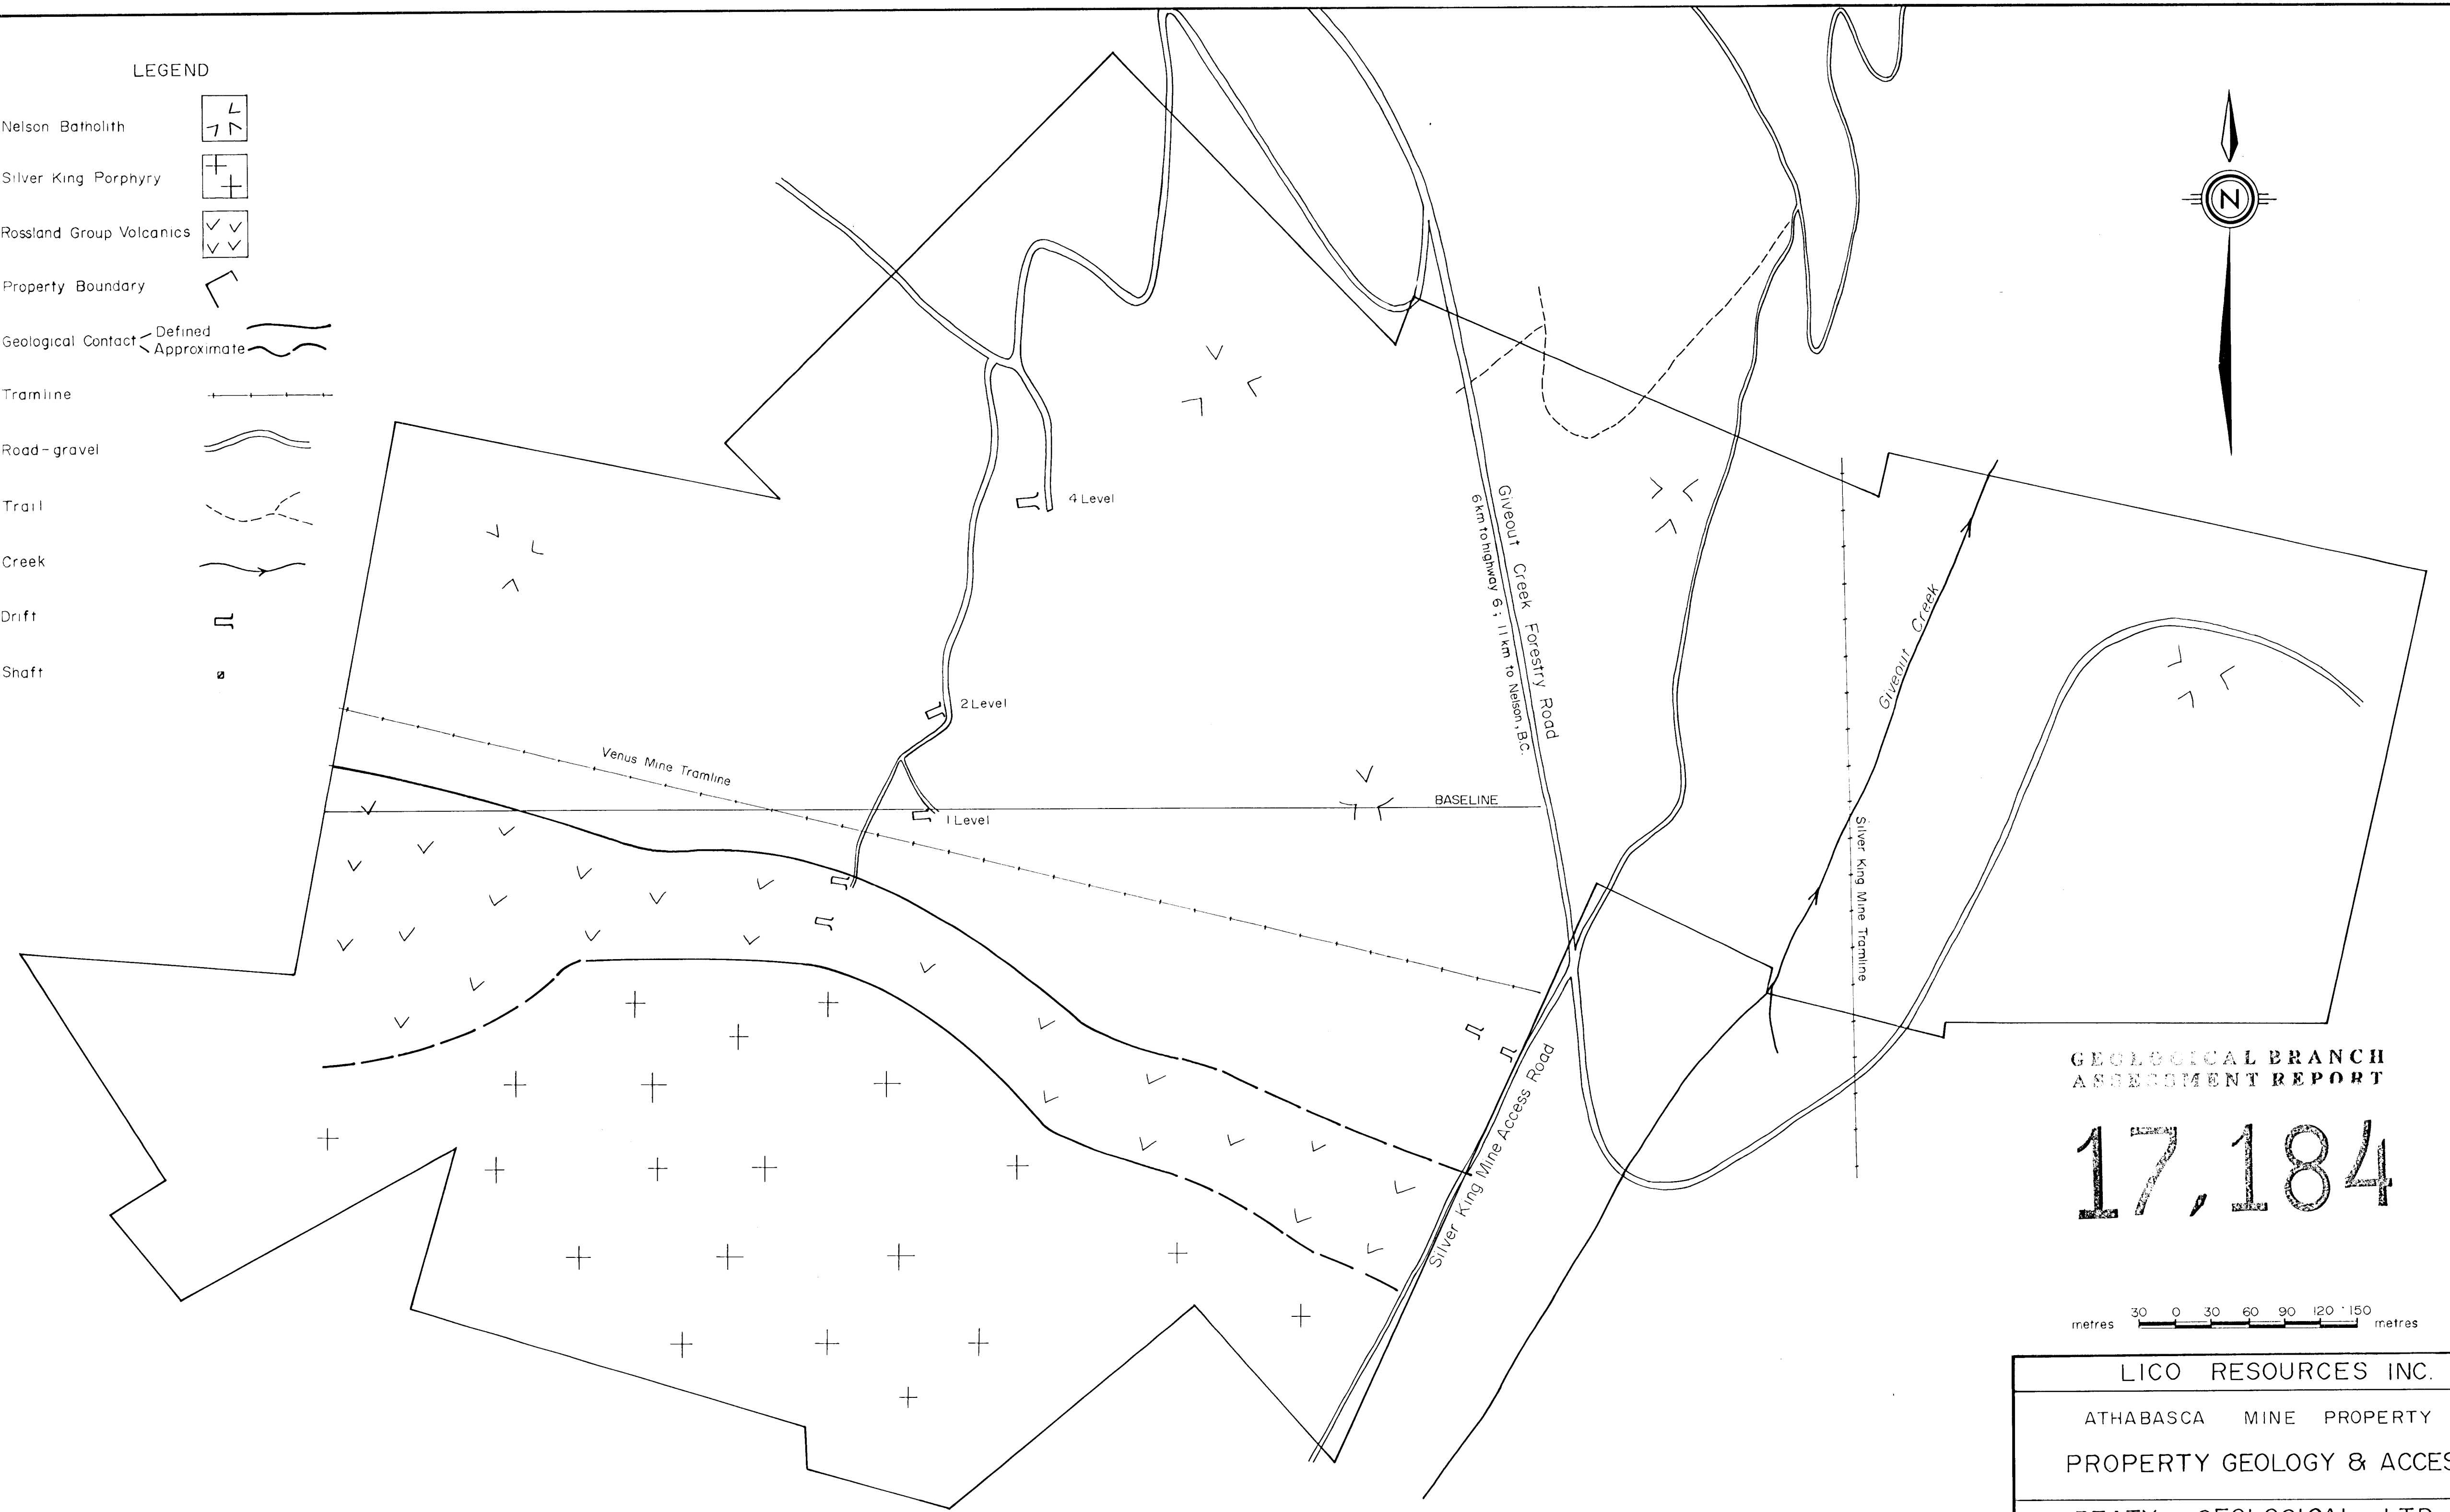 LEGEND
Nelson Batholith
Silver King Porphyry
Rossland Group Volcanics
Property Boundary
Geological Contact
Defined
Approximate
Tramline
Road-gravel
Trail
Creek
Drift
Shaft
N
4 Level
2 Level
1 Level
Venus Mine Tramline
BASELINE
Giveout Creek Forestry Road
6 km to highway 6; 11 km to Nelson, B.C.
Giveout Creek
Silver King Mine Tramline
Silver King Mine Access Road
GEOLOGICAL BRANCH
ASSESSMENT REPORT
17,184
30 0 30 60 90 120 150
metres metres
LICO RESOURCES INC.
ATHABASCA MINE PROPERTY
PROPERTY GEOLOGY & ACCES
GEOLOGICAL LTD